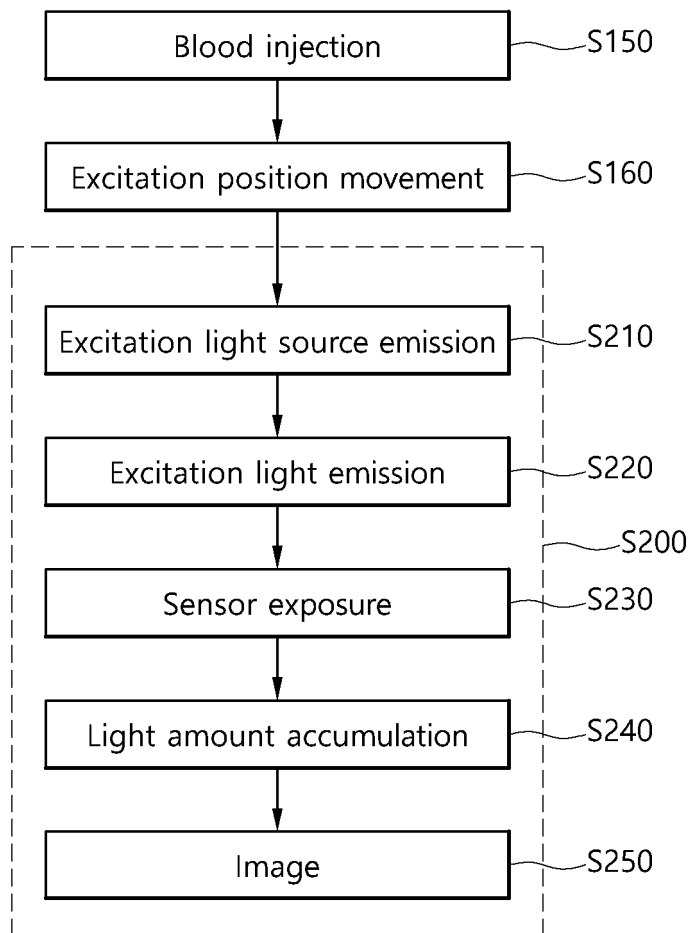 Blood injection
S150
Excitation position movement
S160
Excitation light source emission
S210
Excitation light emission
S220
S200
Sensor exposure
S230
Light amount accumulation
S240
Image
S250